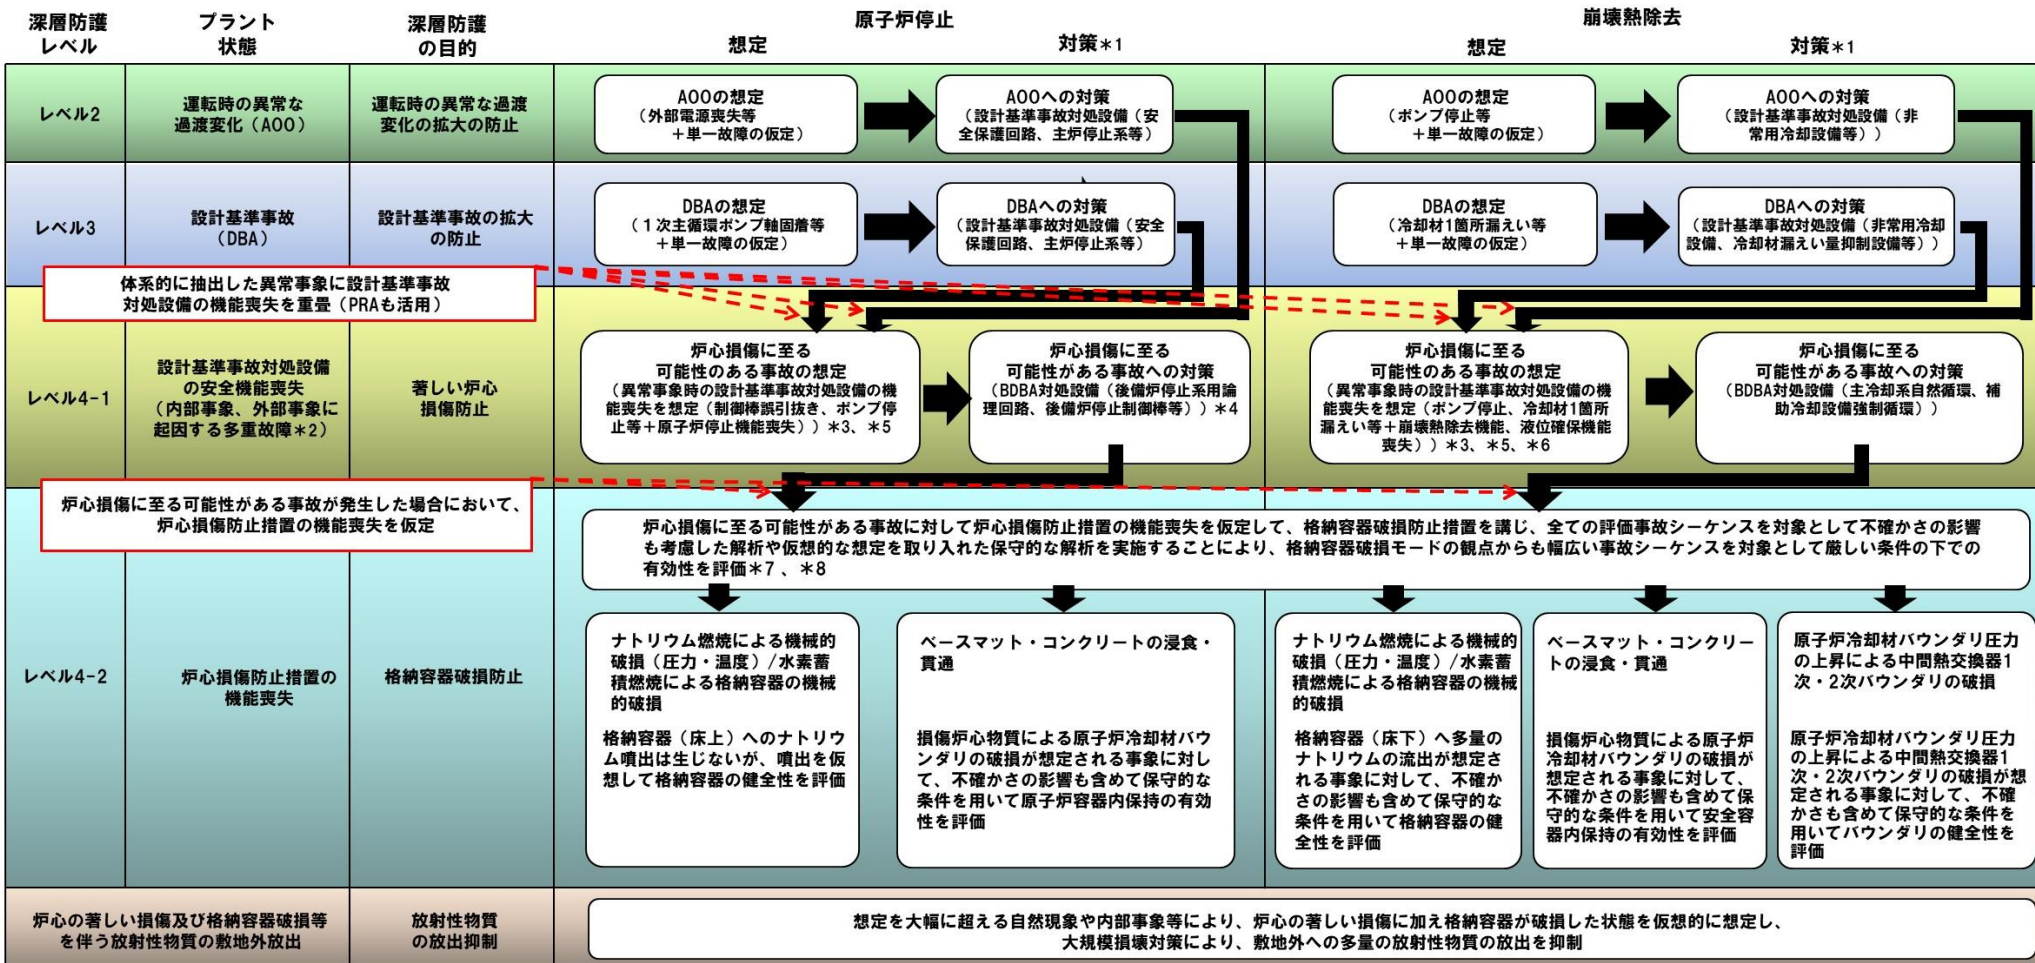 深層防護
レベル
プラント
状態
深層防護
の目的
原子炉停止
想定
対策*1
崩壊熱除去
想定
対策*1
レベル2
運転時の異常な
過渡変化（AOO）
運転時の異常な過渡
変化の拡大の防止
AOOの想定
（外部電源喪失等
＋単一故障の仮定）
AOOへの対策
（設計基準事故対処設備（安
全保護回路、主炉停止系等）
AOOの想定
（ポンプ停止等
＋単一故障の仮定）
AOOへの対策
（設計基準事故対処設備（非
常用冷却設備等））
レベル3
設計基準事故
（DBA）
設計基準事故の拡大
の防止
DBAの想定
（１次主循環ポンプ軸固着等
＋単一故障の仮定）
DBAへの対策
（設計基準事故対処設備（安全
保護回路、主炉停止系等）
DBAの想定
（冷却材1箇所漏えい等
＋単一故障の仮定）
DBAへの対策
（設計基準事故対処設備（非常用冷却
設備、冷却材漏えい量抑制設備等））
体系的に抽出した異常事象に設計基準事故
対処設備の機能喪失を重畳（PRAも活用）
レベル4-1
設計基準事故対処設備
の安全機能喪失
（内部事象、外部事象に
起因する多重故障*2）
著しい炉心
損傷防止
炉心損傷に至る
可能性のある事故の想定
（異常事象時の設計基準事故対処設備の機
能喪失を想定（制御棒誤引抜き、ポンプ停
止等＋原子炉停止機能喪失））*3、*5
炉心損傷に至る
可能性がある事故への対策
（BDBA対処設備（後備炉停止系用論
理回路、後備炉停止制御棒等））*4
炉心損傷に至る
可能性のある事故の想定
（異常事象時の設計基準事故対処設備の機
能喪失を想定（ポンプ停止、冷却材1箇所
漏えい等＋崩壊熱除去機能、液位確保機能
喪失））*3、*5、*6
炉心損傷に至る
可能性がある事故への対策
（BDBA対処設備（主冷却系自然循環、補
助冷却設備強制循環））
炉心損傷に至る可能性がある事故が発生した場合において、
炉心損傷防止措置の機能喪失を仮定
レベル4-2
炉心損傷防止措置の
機能喪失
格納容器破損防止
炉心損傷に至る可能性がある事故に対して炉心損傷防止措置の機能喪失を仮定して、格納容器破損防止措置を講じ、全ての評価事故シーケンスを対象として不確かさの影響
も考慮した解析や仮想的な想定を取り入れた保守的な解析を実施することにより、格納容器破損モードの観点からも幅広い事故シーケンスを対象として厳しい条件の下での
有効性を評価*7 、*8
ナトリウム燃焼による機械的
破損（圧力・温度）/水素蓄
積燃焼による格納容器の機械
的破損
格納容器（床上）へのナトリ
ウム噴出は生じないが、噴出を仮
想して格納容器の健全性を評価
ベースマット・コンクリートの浸食・
貫通
損傷炉心物質による原子炉冷却材バウ
ンダリの破損が想定される事象に対し
て、不確かさの影響も含めて保守的な
条件を用いて原子炉容器内保持の有効
性を評価
ナトリウム燃焼による機械的
破損（圧力・温度）/水素蓄
積燃焼による格納容器の機械
的破損
格納容器（床下）へ多量の
ナトリウムの流出が想定さ
れる事象に対して、不確か
さの影響も含めて保守的な
条件を用いて格納容器の健
全性を評価
ベースマット・コンクリー
トの浸食・貫通
損傷炉心物質による原子炉
冷却材バウンダリの破損が
想定される事象に対して、
不確かさの影響も含めて保
守的な条件を用いて安全容
器内保持の有効性を評価
原子炉冷却材バウンダリ圧力
の上昇による中間熱交換器1
次・2次バウンダリの破損
原子炉冷却材バウンダリ圧力
の上昇による中間熱交換器1
次・2次バウンダリの破損が想
定される事象に対して、不確
かさも含めて保守的な条件を
用いてバウンダリの健全性を
評価
炉心の著しい損傷及び格納容器破損等
を伴う放射性物質の敷地外放出
放射性物質
の放出抑制
想定を大幅に超える自然現象や内部事象等により、炉心の著しい損傷に加え格納容器が破損した状態を仮想的に想定し、
大規模損壊対策により、敷地外への多量の放射性物質の放出を抑制